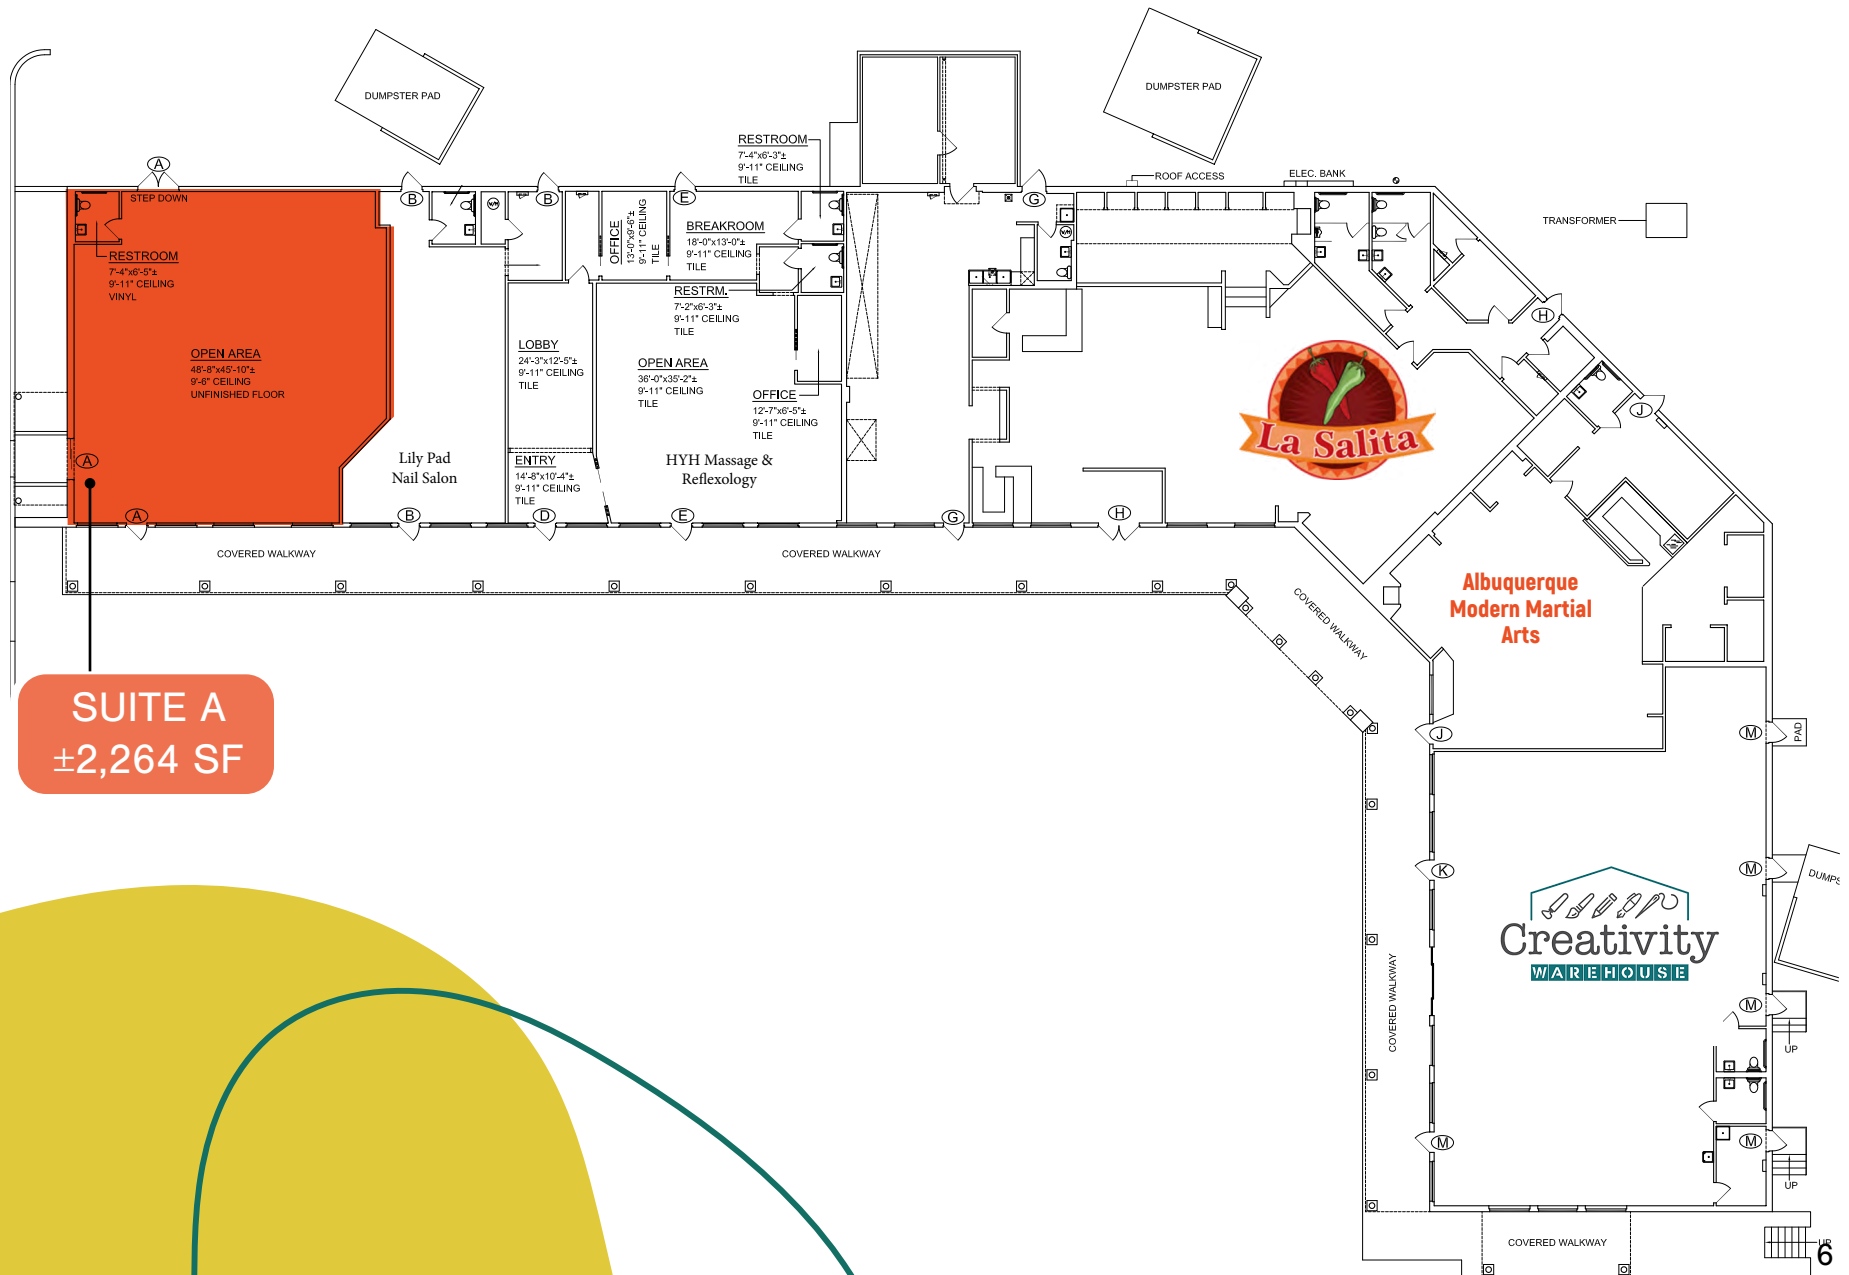 DUMPSTER PAD
DUMPSTER PAD
RESTROOM
7'-4"x6'-3"±
9'-11" CEILING
TILE
A
STEP DOWN
B
B
E
G
ROOF ACCESS
ELEC. BANK
TRANSFORMER
RESTROOM
7'-4"x6'-5"±
9'-11" CEILING
VINYL
OFFICE
13'-0"x9'-6"±
9'-11" CEILING
TILE
BREAKROOM
18'-0"x13'-0"±
9'-11" CEILING
TILE
RESTRM.
7'-2"x6'-3"±
9'-11" CEILING
TILE
OPEN AREA
48'-8"x45'-10"±
9'-6" CEILING
UNFINISHED FLOOR
LOBBY
24'-3"x12'-5"±
9'-11" CEILING
TILE
OPEN AREA
36'-0"x35'-2"±
9'-11" CEILING
TILE
OFFICE
12'-7"x6'-5"±
9'-11" CEILING
TILE
H
J
La Salita
A
Lily Pad
Nail Salon
ENTRY
14'-8"x10'-4"±
9'-11" CEILING
TILE
HYH Massage &
Reflexology
A
B
D
E
G
H
COVERED WALKWAY
COVERED WALKWAY
COVERED WALKWAY
Albuquerque
Modern Martial
Arts
SUITE A
±2,264 SF
J
M
PAD
K
M
DUMPS
Creativity
WAREHOUSE
COVERED WALKWAY
M
UP
M
M
UP
COVERED WALKWAY
UP
6